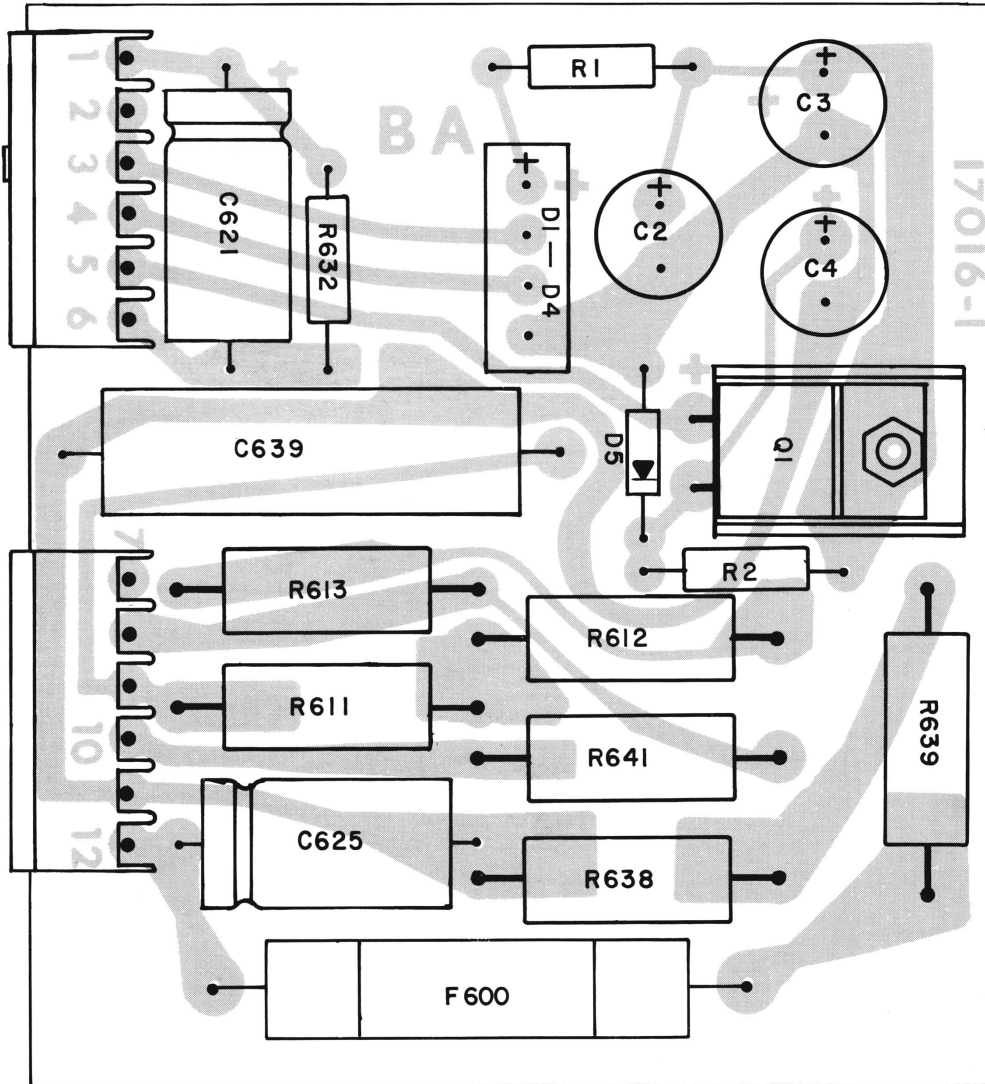 1
2
3
4
5
6
+
BA
R1
+
+
C3
C621
R632
+
+
D1—D4
+
C2
+
+
C4
17016-1
C639
D5
+
Q1
7
R613
R2
R612
R611
10
R641
R639
C625
12
R638
F600